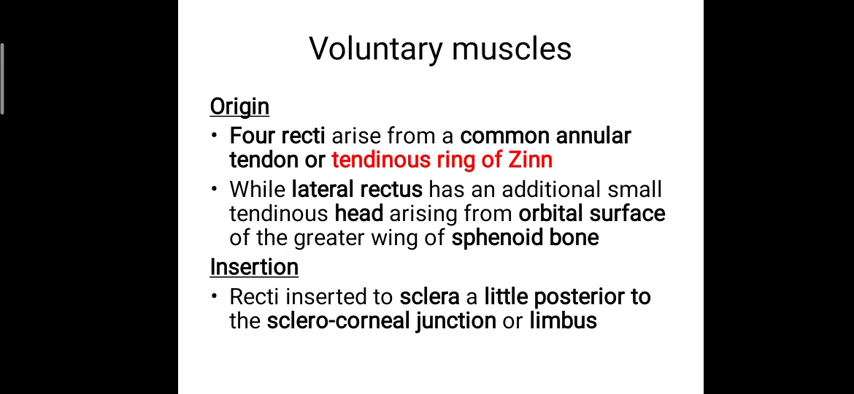 Voluntary muscles
Origin
• Four recti arise from a common annular
tendon or tendinous ring of Zinn
• While lateral rectus has an additional small
tendinous head arising from orbital surface
of the greater wing of sphenoid bone
Insertion
• Recti inserted to sclera a little posterior to
the sclero-corneal junction or limbus